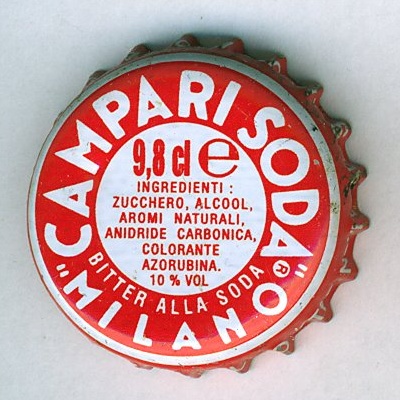 "CAMPARI SODA"®
9,8 cl e
INGREDIENTI :
ZUCCHERO, ALCOOL,
AROMI NATURALI,
ANIDRIDE CARBONICA,
COLORANTE
AZORUBINA.
10 % VOL
BITTER ALLA SODA
MILANO